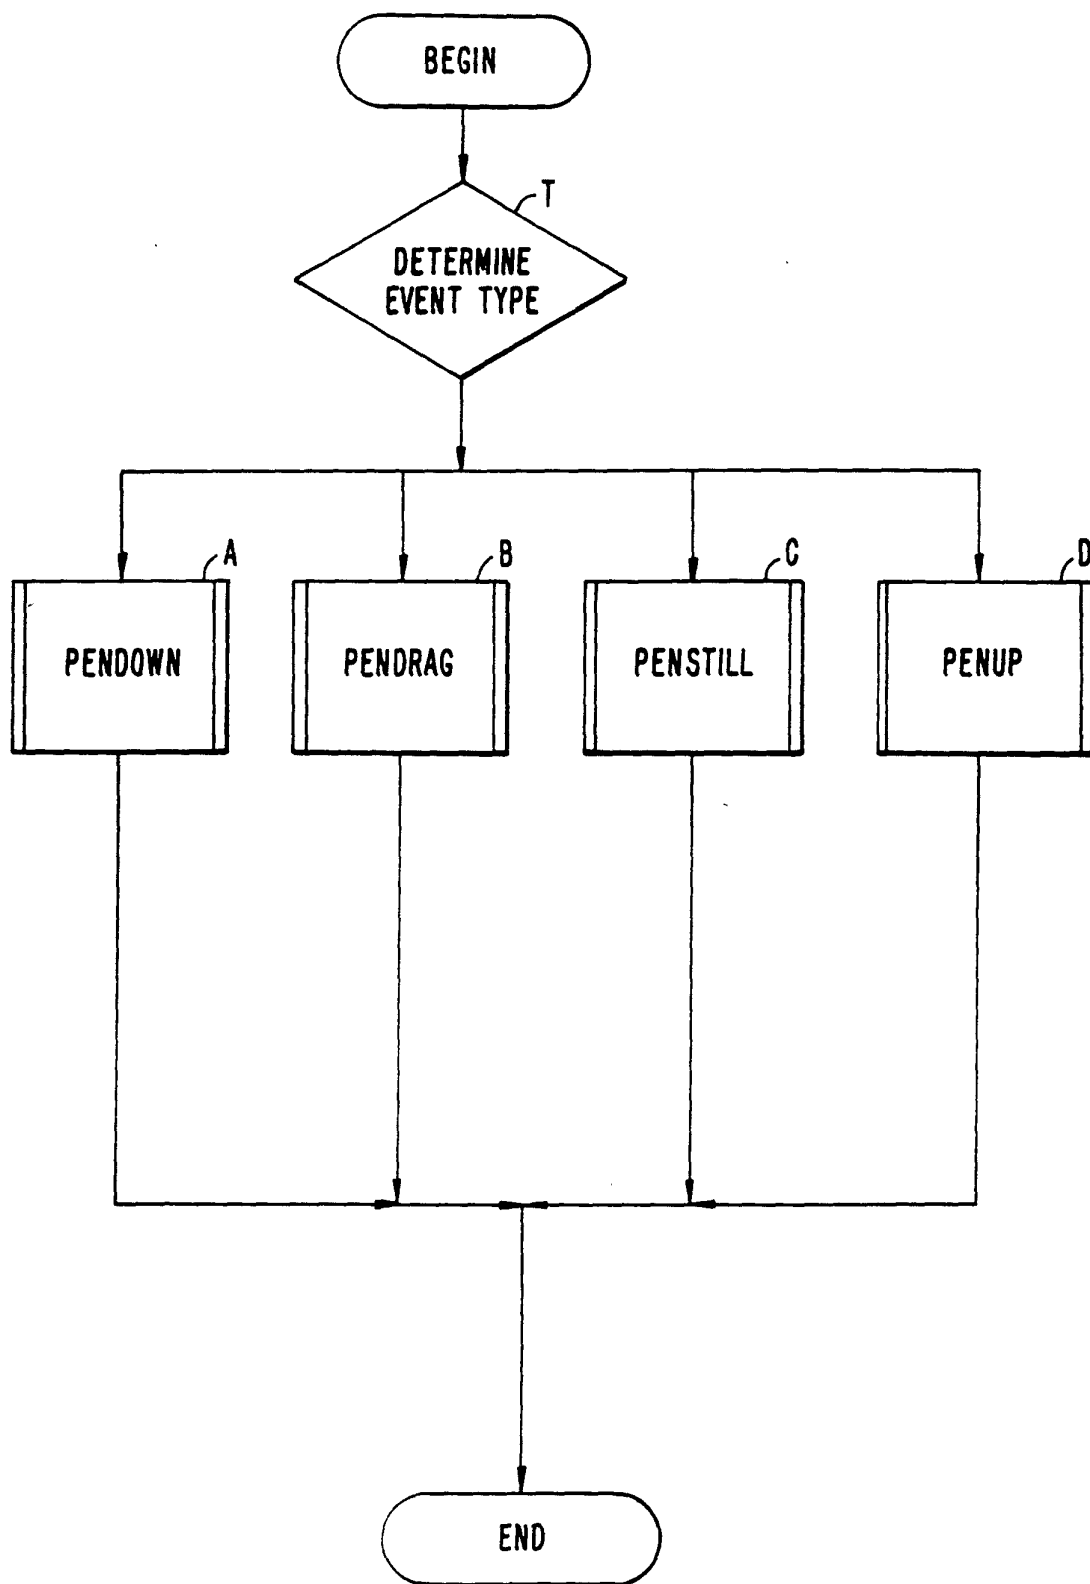 BEGIN
T
DETERMINE
EVENT TYPE
A
B
C
D
PENDOWN
PENDRAG
PENSTILL
PENUP
END